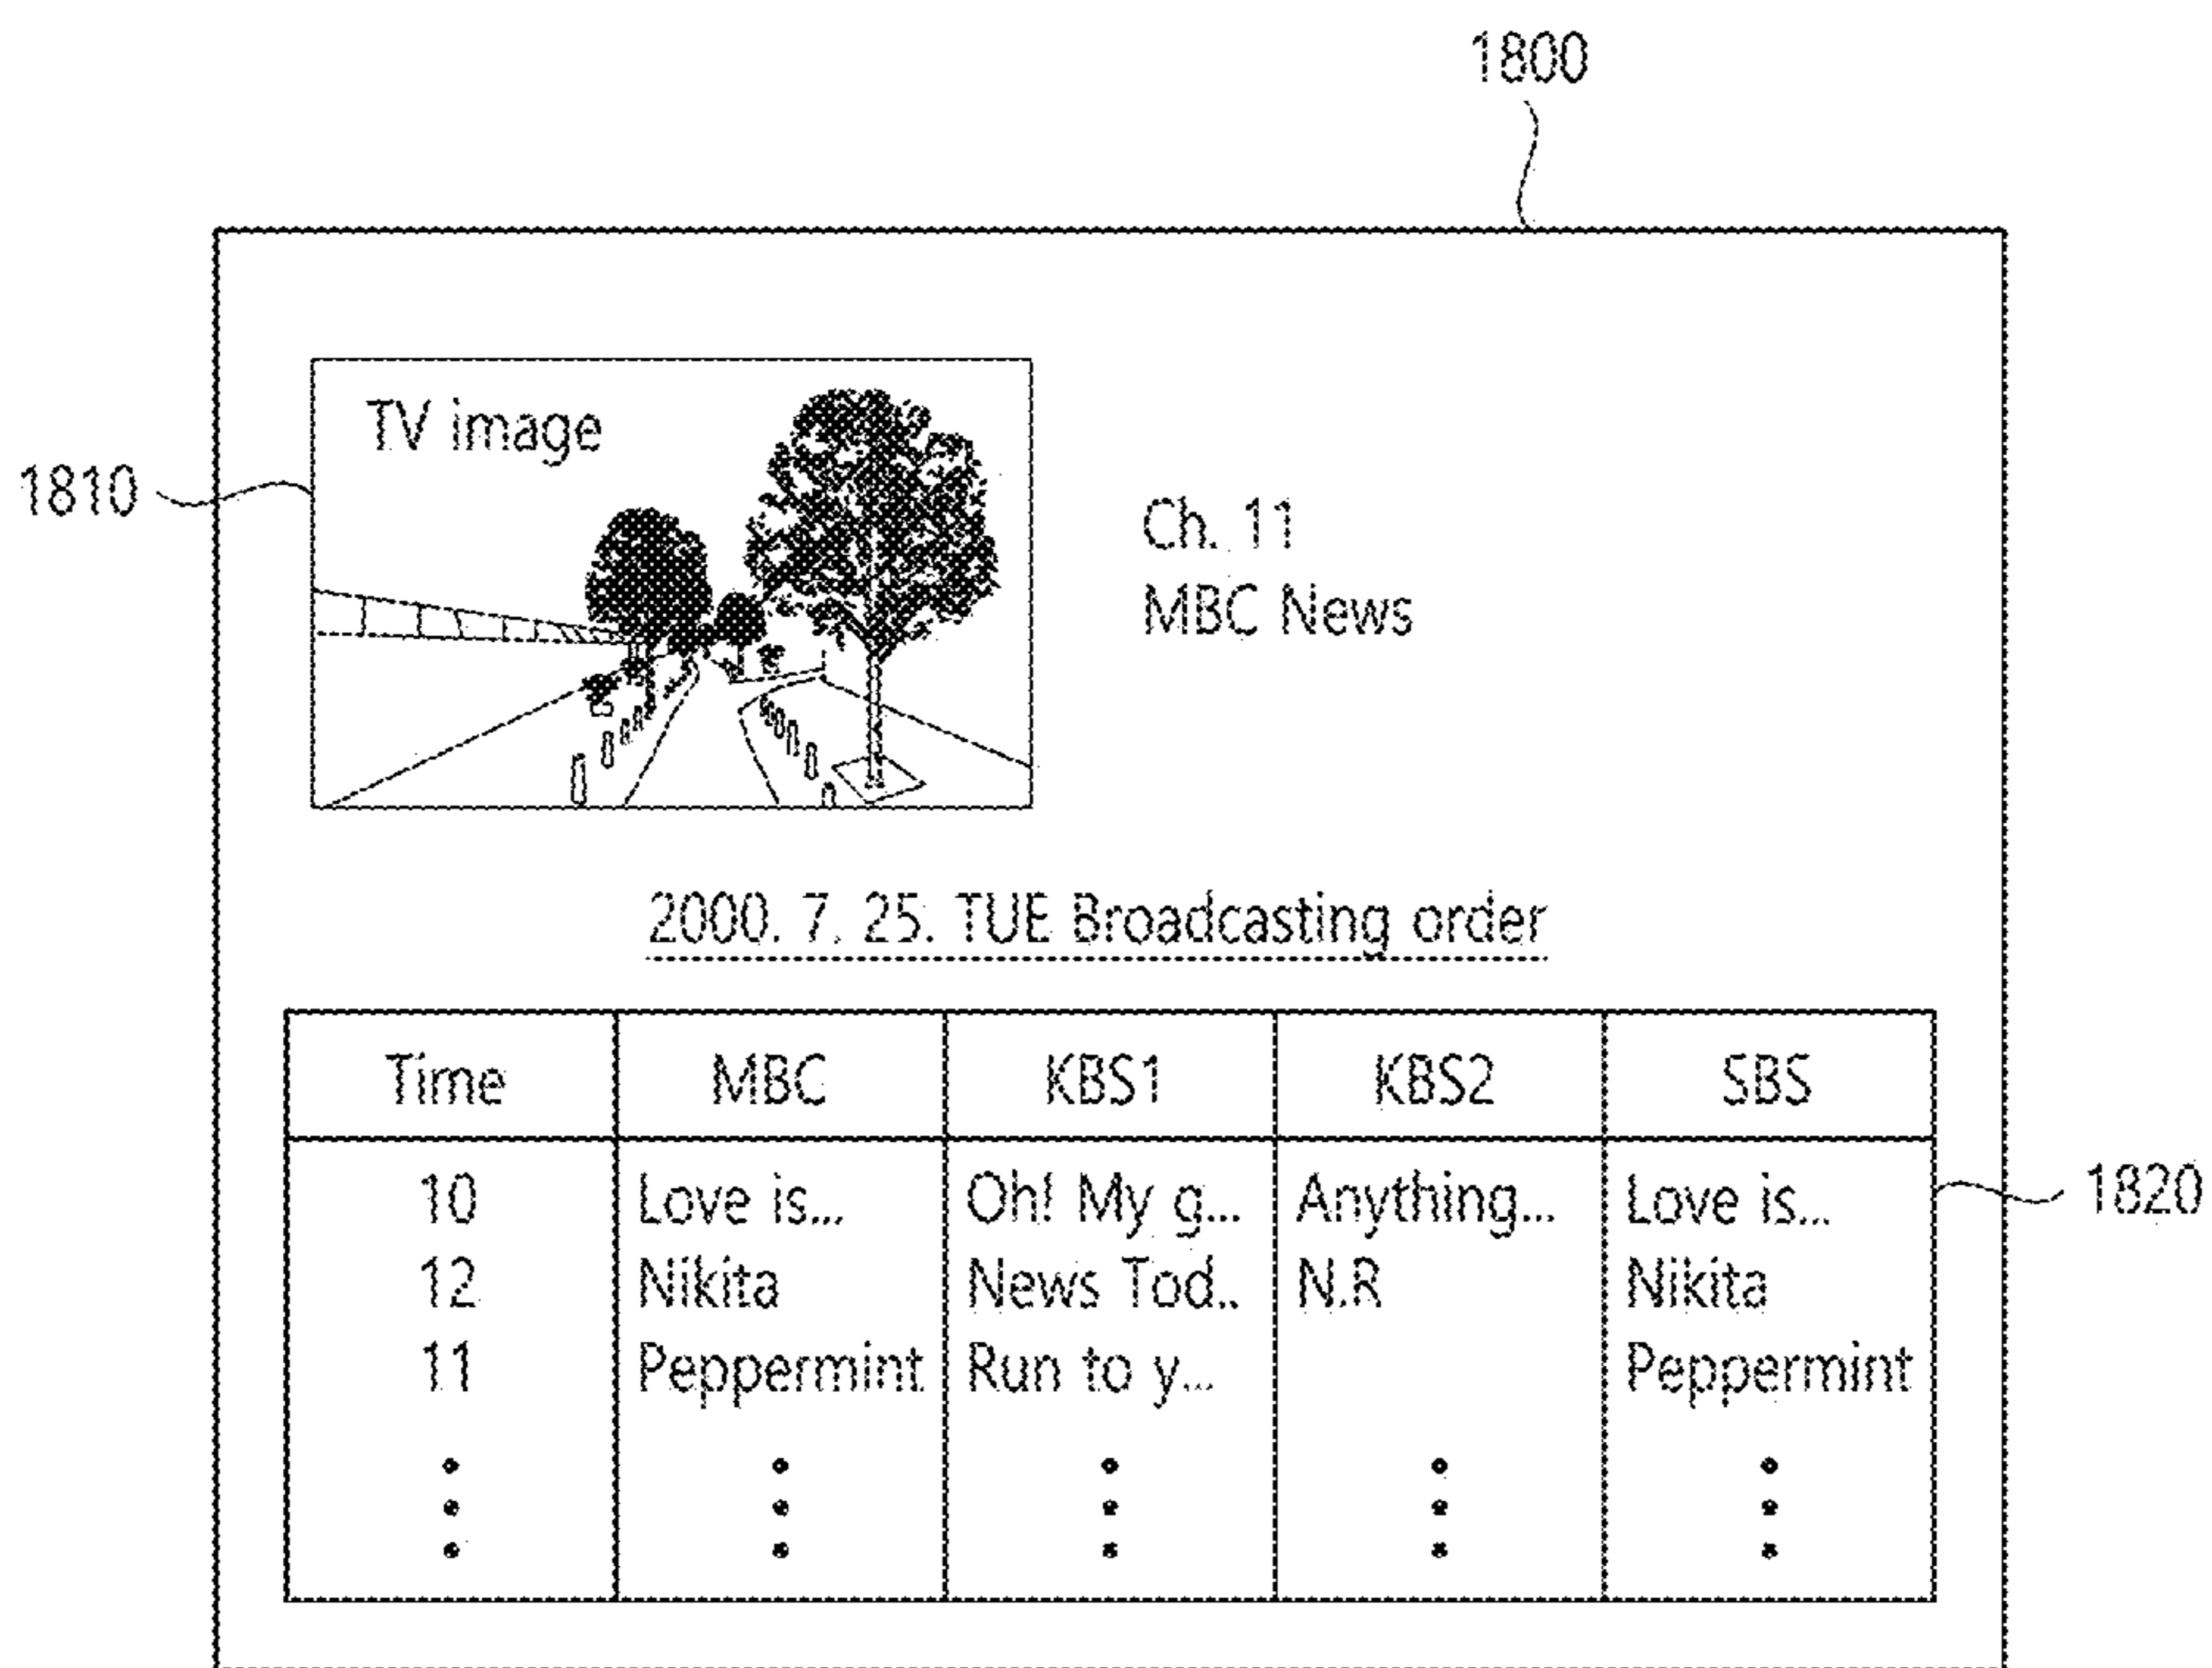 1800
TV image
1810
Ch. 11
MBC News
2000. 7. 25. TUE Broadcasting order
Time MBC KBS1 KBS2 SBS
10 Love is... Oh! My g... Anything... Love is...
1820
12 Nikita News Tod.. N.R Nikita
11 Peppermint Run to y... Peppermint